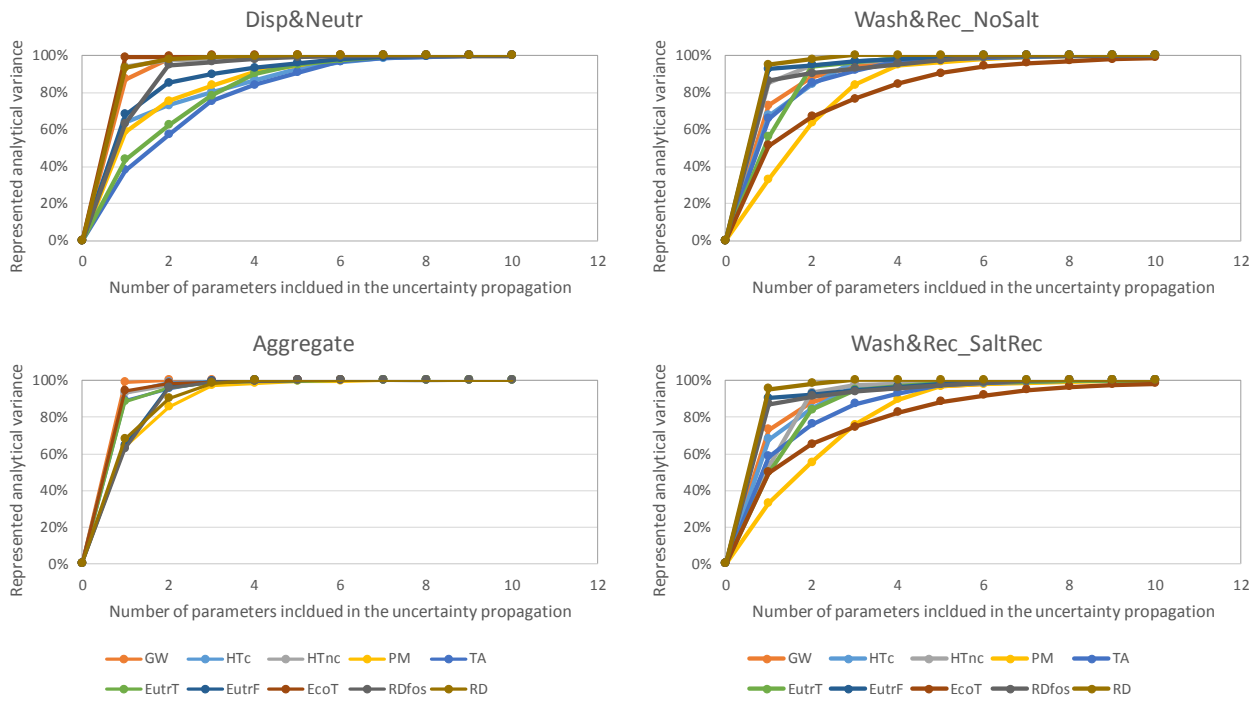 Disp&Neutr
100%
80%
60%
40%
20%
0%
Represented analytical variance
0 2 4 6 8 10 12
Number of parameters incldued in the uncertainty propagation
Wash&Rec_NoSalt
100%
80%
60%
40%
20%
0%
Represented analytical variance
0 2 4 6 8 10 12
Number of parameters incldued in the uncertainty propagation
Aggregate
100%
80%
60%
40%
20%
0%
Represented analytical variance
0 2 4 6 8 10 12
Number of parameters incldued in the uncertainty propagation
GW HTc HTnc PM TA
EutrT EutrF EcoT RDfos RD
Wash&Rec_SaltRec
100%
80%
60%
40%
20%
0%
Represented analytical variance
0 2 4 6 8 10 12
Number of parameters incldued in the uncertainty propagation
GW HTc HTnc PM TA
EutrT EutrF EcoT RDfos RD